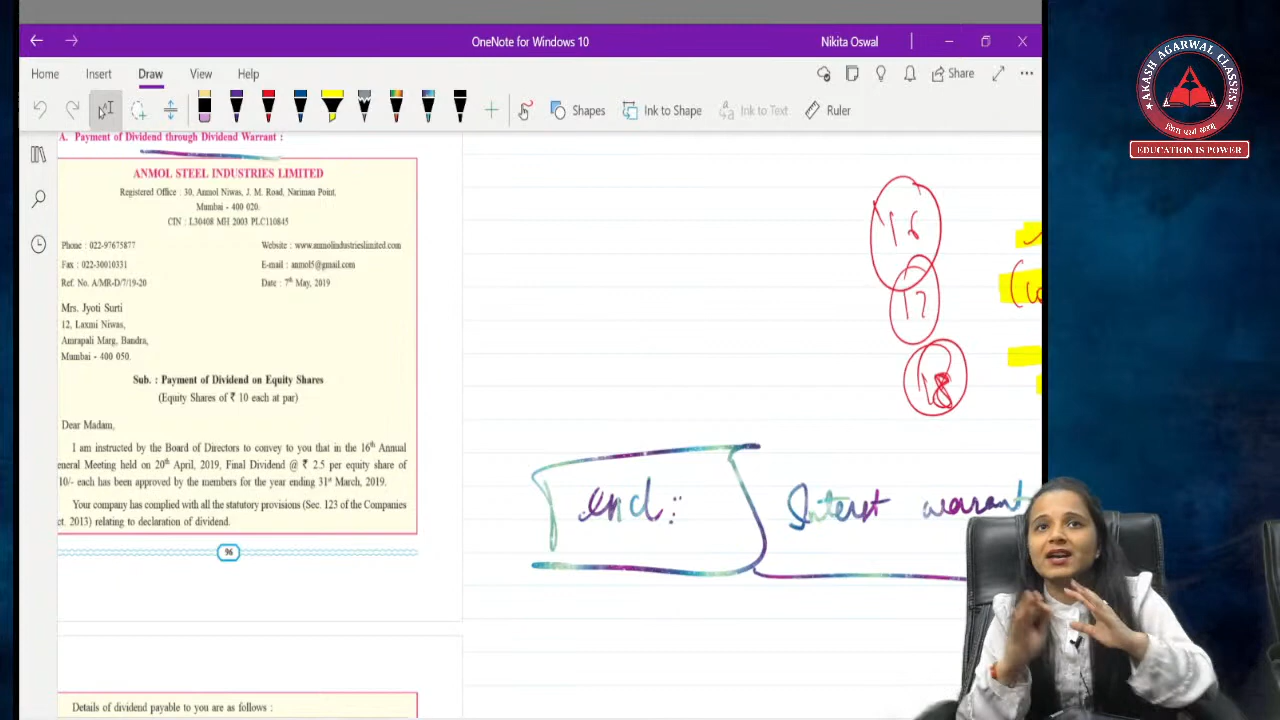 OneNote for Windows 10
Nikita Oswal
Home Insert Draw View Help
Share
Shapes
Ink to Shape
Ink to Text
Ruler
AKASH AGARWAL CLASSES
EDUCATION IS POWER
A. Payment of Dividend through Dividend Warrant :
ANMOL STEEL INDUSTRIES LIMITED
Registered Office : 30, Anmol Niwas, J. M. Road, Nariman Point,
Mumbai - 400 020.
CIN : L30408 MH 2003 PLC110845
Phone : 022-97675877 Website : www.anmolindustrieslimited.com
Fax : 022-30010331 E-mail : anmol5@gmail.com
Ref. No. A/MR-D/7/19-20 Date : 7th May, 2019
Mrs. Jyoti Surti
12, Laxmi Niwas,
Amrapali Marg, Bandra,
Mumbai - 400 050.
Sub. : Payment of Dividend on Equity Shares
(Equity Shares of ₹ 10 each at par)
Dear Madam,
I am instructed by the Board of Directors to convey to you that in the 16th Annual
eneral Meeting held on 20th April, 2019, Final Dividend @ ₹ 2.5 per equity share of
10/- each has been approved by the members for the year ending 31st March, 2019.
Your company has complied with all the statutory provisions (Sec. 123 of the Companies
ct. 2013) relating to declaration of dividend.
96
Details of dividend payable to you are as follows :
16
17
18
encl: Interest warrant